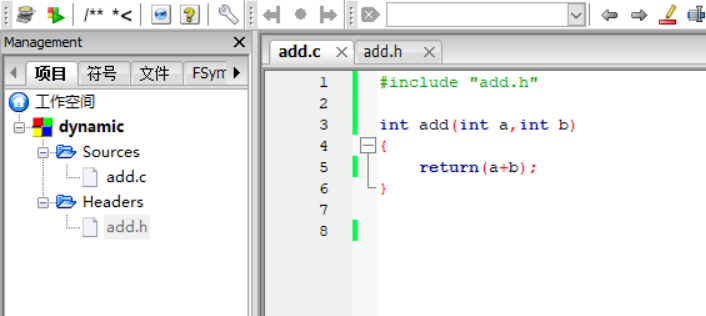 /** *<
Management
项目 符号 文件 FSym
工作空间
dynamic
Sources
add.c
Headers
add.h
add.c add.h
1 #include "add.h"
2
3 int add(int a,int b)
4 {
5 return(a+b);
6 }
7
8